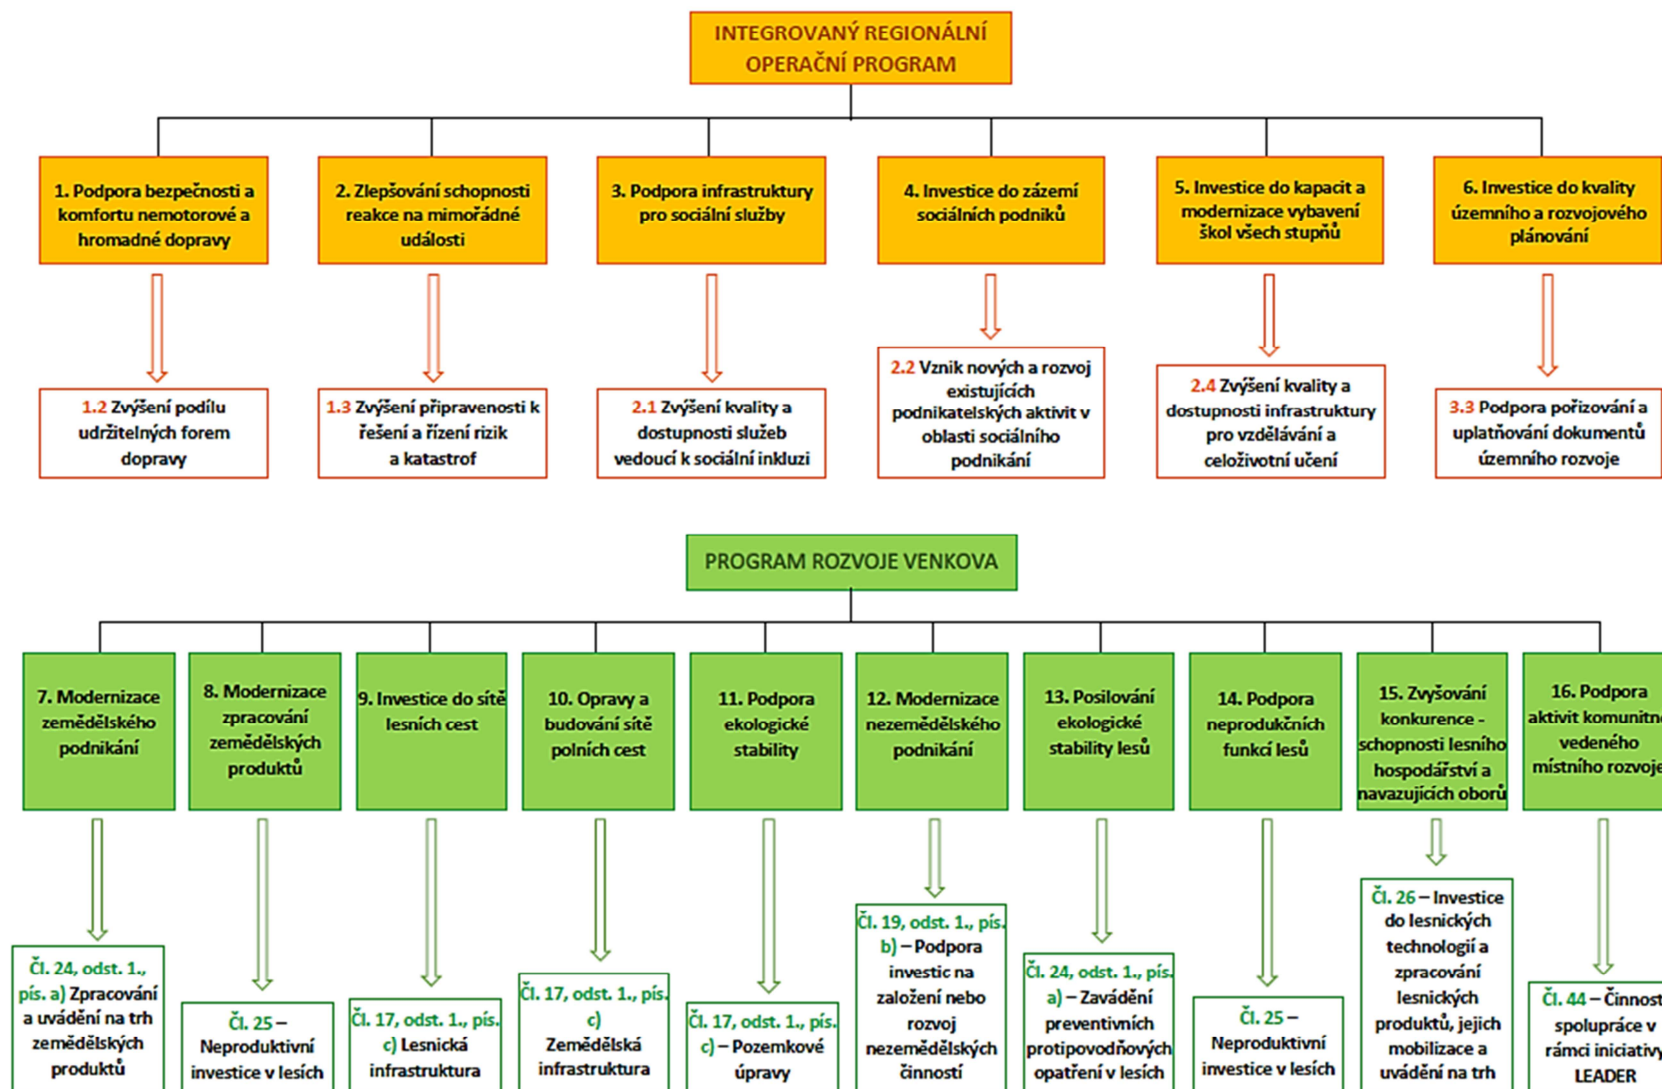 INTEGROVANÝ REGIONÁLNÍ
OPERAČNÍ PROGRAM
1. Podpora bezpečnosti a
komfortu nemotorové a
hromadné dopravy
2. Zlepšování schopnosti
reakce na mimořádné
události
3. Podpora infrastruktury
pro sociální služby
4. Investice do zázemí
sociálních podniků
5. Investice do kapacit a
modernizace vybavení
škol všech stupňů
6. Investice do kvality
územního a rozvojového
plánování
1.2 Zvýšení podílu
udržitelných forem
dopravy
1.3 Zvýšení připravenosti k
řešení a řízení rizik
a katastrof
2.1 Zvýšení kvality a
dostupnosti služeb
vedoucí k sociální inkluzi
2.2 Vznik nových a rozvoj
existujících
podnikatelských aktivit v
oblasti sociálního
podnikání
2.4 Zvýšení kvality a
dostupnosti infrastruktury
pro vzdělávání a
celoživotní učení
3.3 Podpora pořizování a
uplatňování dokumentů
územního rozvoje
PROGRAM ROZVOJE VENKOVA
7. Modernizace
zemědělského
podnikání
8. Modernizace
zpracování
zemědělských
produktů
9. Investice do sítě
lesních cest
10. Opravy a
budování sítě
polních cest
11. Podpora
ekologické
stability
12. Modernizace
nezemědělského
podnikání
13. Posilování
ekologické
stability lesů
14. Podpora
neprodukčních
funkcí lesů
15. Zvyšování
konkurence -
schopnosti lesního
hospodářství a
navazujících oborů
16. Podpora
aktivit komunitně
vedeného
místního rozvoje
Čl. 24, odst. 1.,
pís. a) Zpracování
a uvádění na trh
zemědělských
produktů
Čl. 25 –
Neproduktivní
investice v lesích
Čl. 17, odst. 1., pís.
c) Lesnická
infrastruktura
Čl. 17, odst. 1., pís.
c)
Zemědělská
infrastruktura
Čl. 17, odst. 1., pís.
c) – Pozemkové
úpravy
Čl. 19, odst. 1., pís.
b) – Podpora
investic na
založení nebo
rozvoj
nezemědělských
činností
Čl. 24, odst. 1., pís.
a) – Zavádění
preventivních
protipovodňových
opatření v lesích
Čl. 25 –
Neproduktivní
investice v lesích
Čl. 26 – Investice
do lesnických
technologií a
zpracování
lesnických
produktů, jejich
mobilizace a
uvádění na trh
Čl. 44 – Činnosti
spolupráce v
rámci iniciativy
LEADER